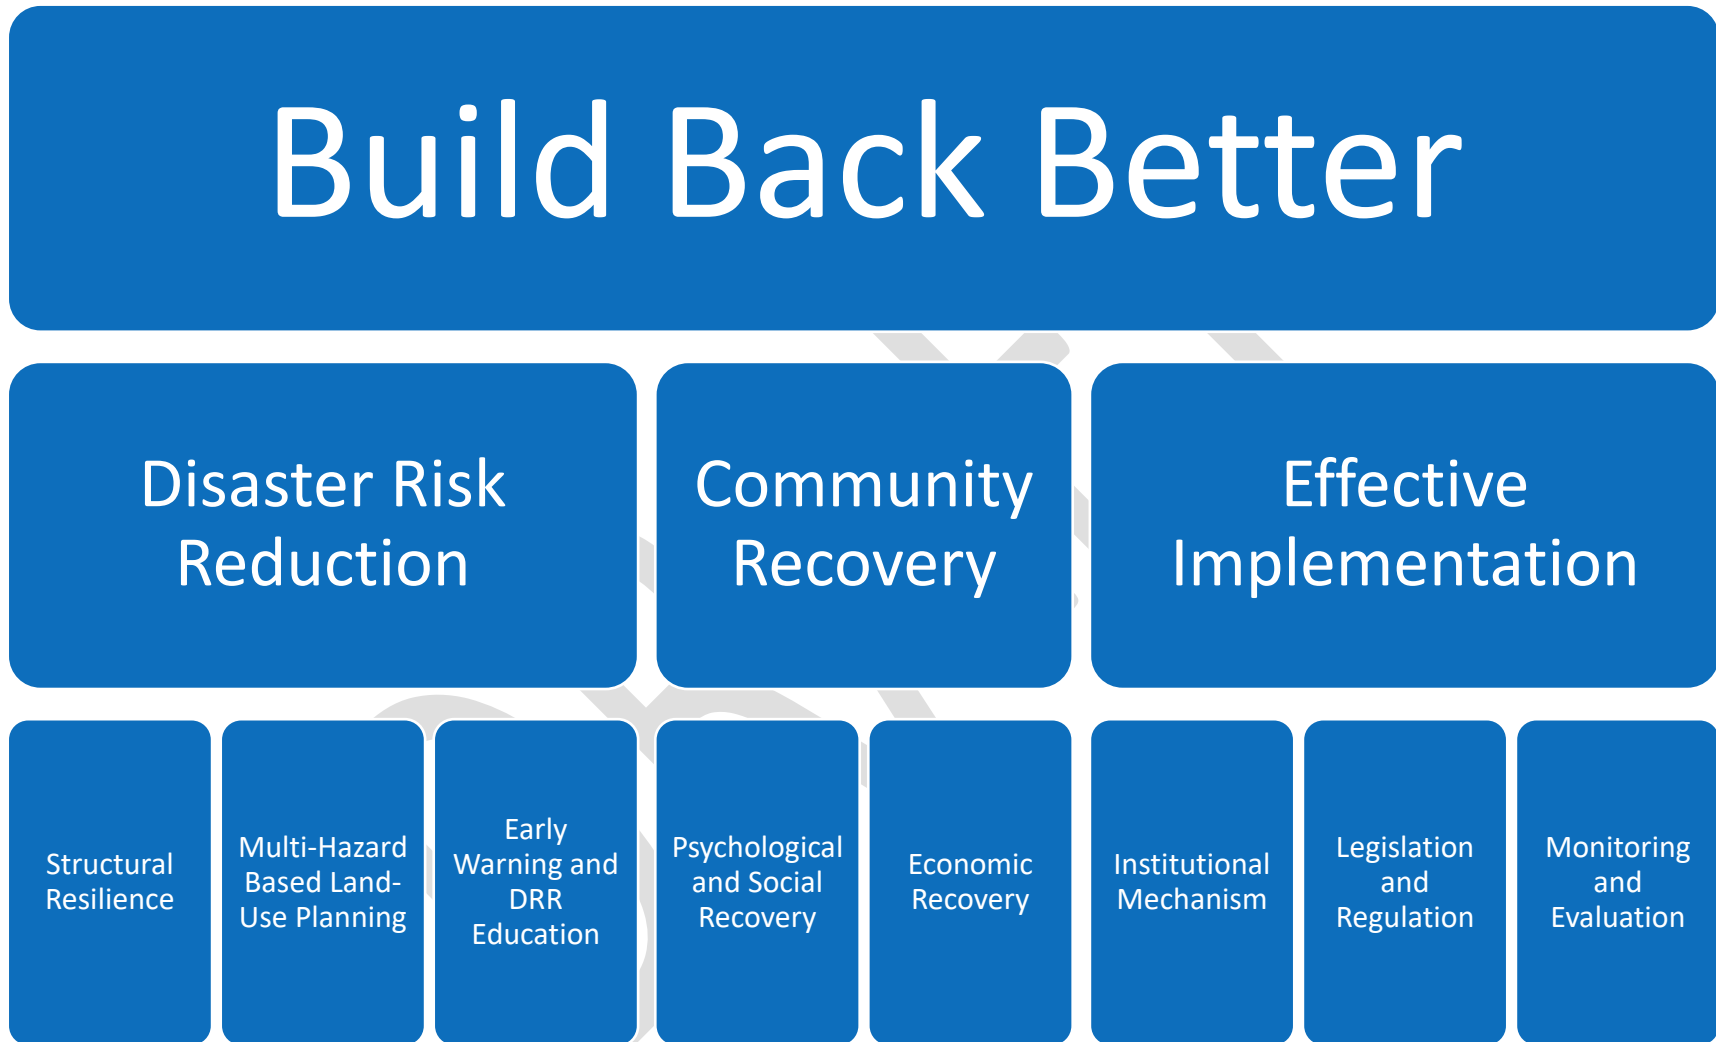 Build Back Better
Disaster Risk
Reduction
Community
Recovery
Effective
Implementation
Structural
Resilience
Multi-Hazard
Based Land-
Use Planning
Early
Warning and
DRR
Education
Psychological
and Social
Recovery
Economic
Recovery
Institutional
Mechanism
Legislation
and
Regulation
Monitoring
and
Evaluation